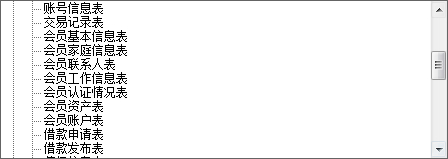 账号信息表
交易记录表
会员基本信息表
会员家庭信息表
会员联系人表
会员工作信息表
会员认证情况表
会员资产表
会员账户表
借款申请表
借款发布表